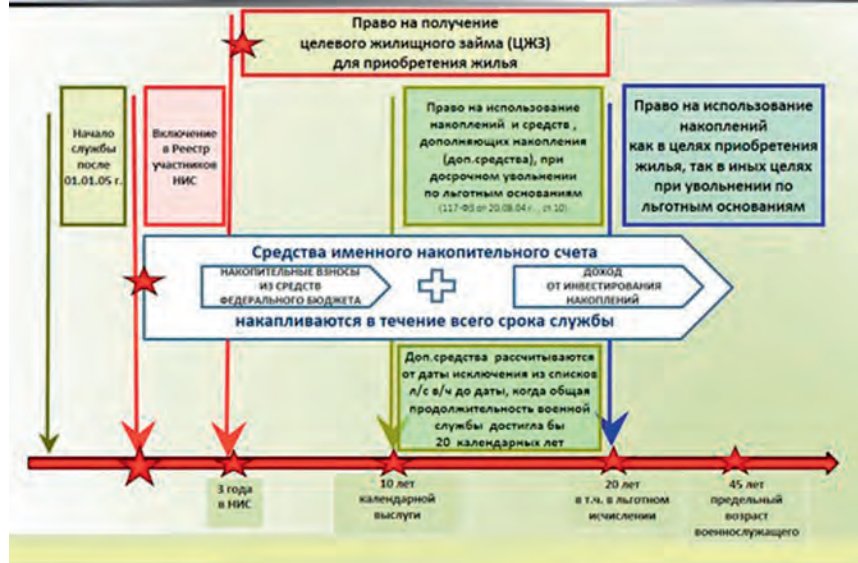 Право на получение
целевого жилищного займа (ЦЖЗ)
для приобретения жилья
Начало
службы
после
01.01.05 г.
Включение
в Реестр
участников
НИС
Право на использование
накоплений и средств ,
дополняющих накопления
(доп.средства), при
досрочном увольнении
по льготным основаниям
(117-ФЗ от 20.08.04 г. , ст.10)
Право на использование
накоплений
как в целях приобретения
жилья, так в иных целях
при увольнении по
льготным основаниям
Средства именного накопительного счета
НАКОПИТЕЛЬНЫЕ ВЗНОСЫ
ИЗ СРЕДСТВ
ФЕДЕРАЛЬНОГО БЮДЖЕТА
ДОХОД
ОТ ИНВЕСТИРОВАНИЯ
НАКОПЛЕНИЙ
накапливаются в течение всего срока службы
Доп.средства рассчитываются
от даты исключения из списков
л/с в/ч до даты, когда общая
продолжительность военной
службы достигла бы
20 календарных лет
3 года
в НИС
10 лет
календарной
выслуги
20 лет
в т.ч. в льготном
исчислении
45 лет
предельный
возраст
военнослужащего